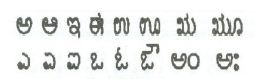 ಅ ಆ ಇ ಈ ಉ ಊ ಋ ೠ
ಎ ಏ ಐ ಒ ಓ ಔ ಅಂ ಅಃ